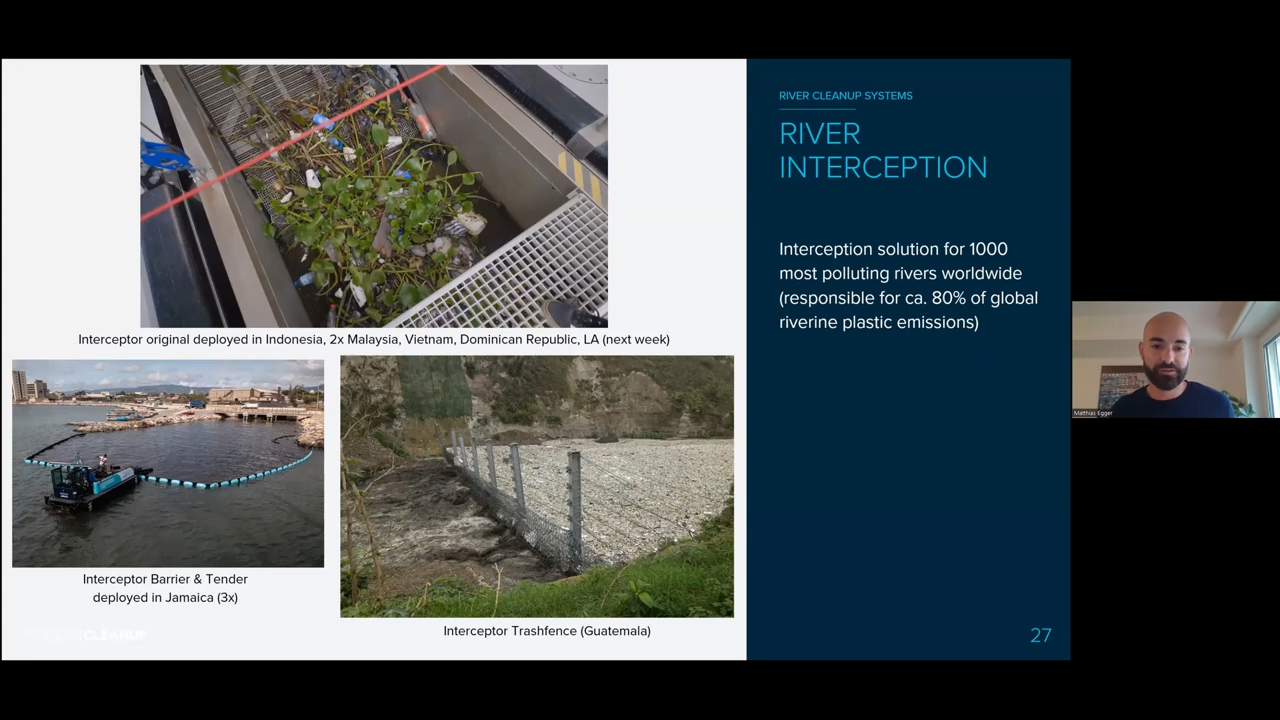 RIVER CLEANUP SYSTEMS
RIVER
INTERCEPTION
Interception solution for 1000
most polluting rivers worldwide
(responsible for ca. 80% of global
riverine plastic emissions)
Interceptor original deployed in Indonesia, 2x Malaysia, Vietnam, Dominican Republic, LA (next week)
Interceptor Barrier & Tender
deployed in Jamaica (3x)
Interceptor Trashfence (Guatemala)
CLEANUP
27
Matthias Egger